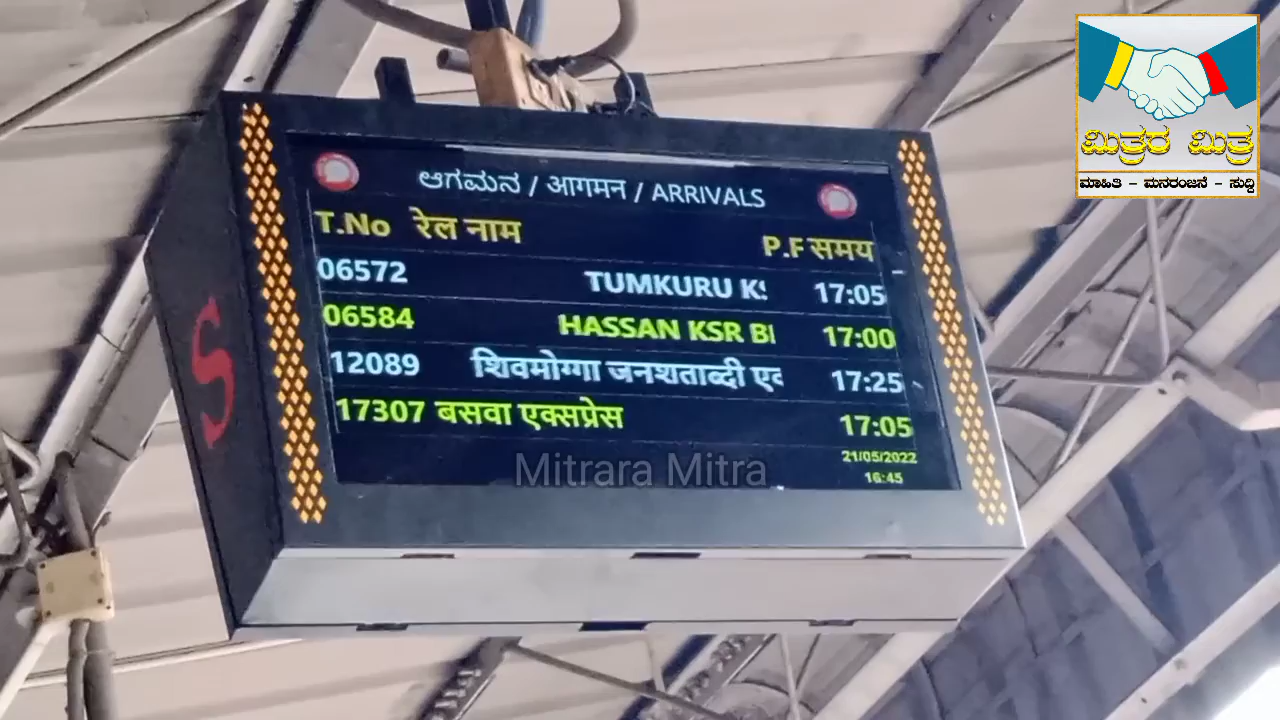 ಆಗಮನ / आगमन / ARRIVALS
T.No रेल नाम P.F समय
06572 TUMKURU 17:05
06584 HASSAN KSR 17:00
12089 शिवमोग्गा जनशताब्दी 17:25
17307 बसवा एक्सप्रेस 17:05
21/05/2022
16:45
Mitrara Mitra
ಮಿತ್ರರ ಮಿತ್ರ
ಮಾಹಿತಿ - ಮನರಂಜನೆ - ಸುದ್ದಿ
S